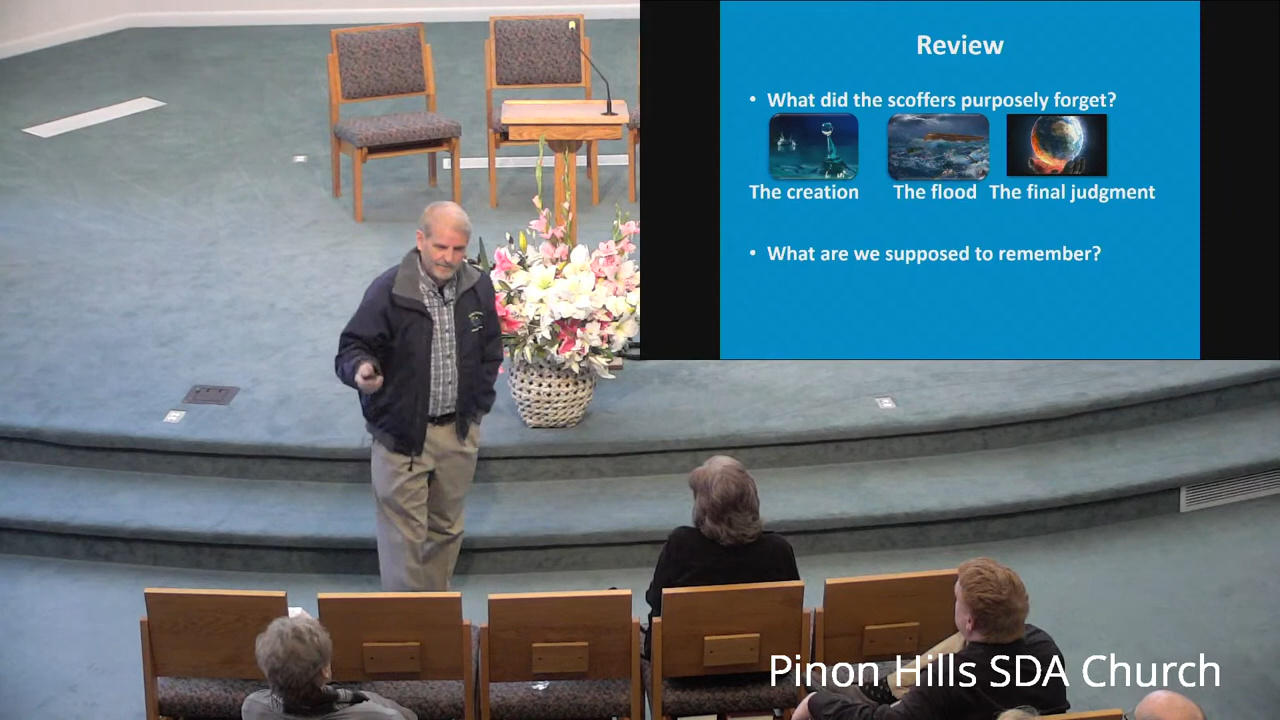 Review
• What did the scoffers purposely forget?
The creation The flood The final judgment
• What are we supposed to remember?
Pinon Hills SDA Church